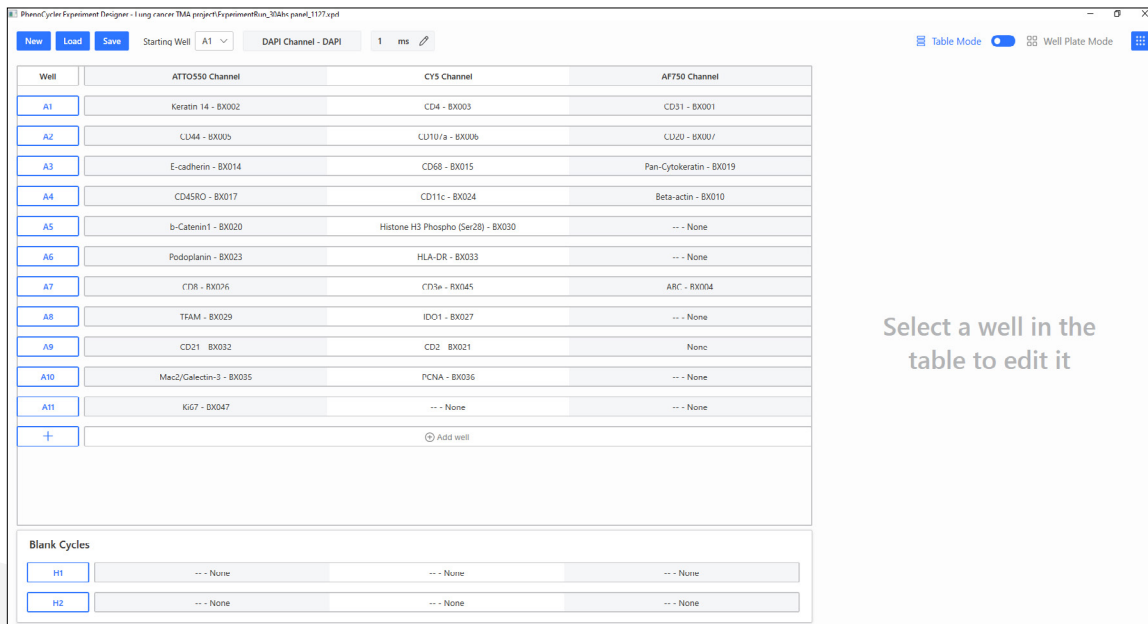 PhenoCycler Experiment Designer - Lung cancer TMA project\ExperimentRun_30Abs panel_1127.xpd
New Load Save Starting Well A1 DAPI Channel - DAPI 1 ms Table Mode Well Plate Mode
Well ATTO550 Channel CY5 Channel AF750 Channel
A1 Keratin 14 - BX002 CD4 - BX003 CD31 - BX001
A2 CD44 - BX005 CD107a - BX006 CD20 - BX007
A3 E-cadherin - BX014 CD68 - BX015 Pan-Cytokeratin - BX019
A4 CD45RO - BX017 CD11c - BX024 Beta-actin - BX010
A5 b-Catenin1 - BX020 Histone H3 Phospho (Ser28) - BX030 -- - None
A6 Podoplanin - BX023 HLA-DR - BX033 -- - None
A7 CD8 - BX026 CD3e - BX045 ABC - BX004
A8 TFAM - BX029 IDO1 - BX027 -- - None
A9 CD21 BX032 CD2 BX021 None
A10 Mac2/Galectin-3 - BX035 PCNA - BX036 -- - None
A11 Ki67 - BX047 -- - None -- - None
+ Add well
Select a well in the
table to edit it
Blank Cycles
H1 -- - None -- - None -- - None
H2 -- - None -- - None -- - None